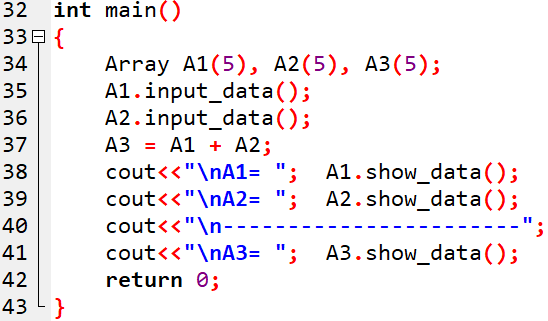 32 int main()
33 {
34     Array A1(5), A2(5), A3(5);
35     A1.input_data();
36     A2.input_data();
37     A3 = A1 + A2;
38     cout<<"\nA1= ";  A1.show_data();
39     cout<<"\nA2= ";  A2.show_data();
40     cout<<"\n-----------------------";
41     cout<<"\nA3= ";  A3.show_data();
42     return 0;
43 }